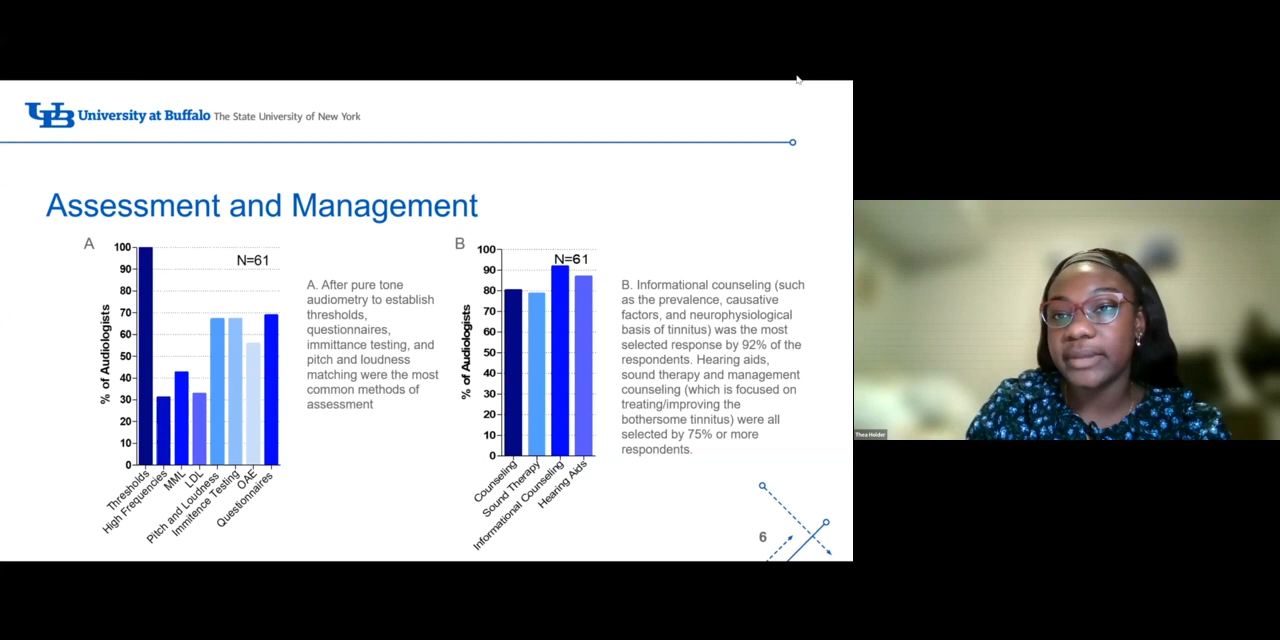 University at Buffalo The State University of New York
Assessment and Management
A
100
90
80
70
60
50
40
30
20
10
0
% of Audiologists
N=61
Thresholds
High Frequencies
MML
LDL
Pitch and Loudness
Immitence Testing
OAE
Questionnaires
A. After pure tone
audiometry to establish
thresholds,
questionnaires,
immittance testing, and
pitch and loudness
matching were the most
common methods of
assessment
B
100
90
80
70
60
50
40
30
20
10
0
% of Audiologists
N=61
Counseling
Sound Therapy
Informational Counseling
Hearing Aids
B. Informational counseling (such
as the prevalence, causative
factors, and neurophysiological
basis of tinnitus) was the most
selected response by 92% of the
respondents. Hearing aids,
sound therapy and management
counseling (which is focused on
treating/improving the
bothersome tinnitus) were all
selected by 75% or more
respondents.
6
Thea Holder